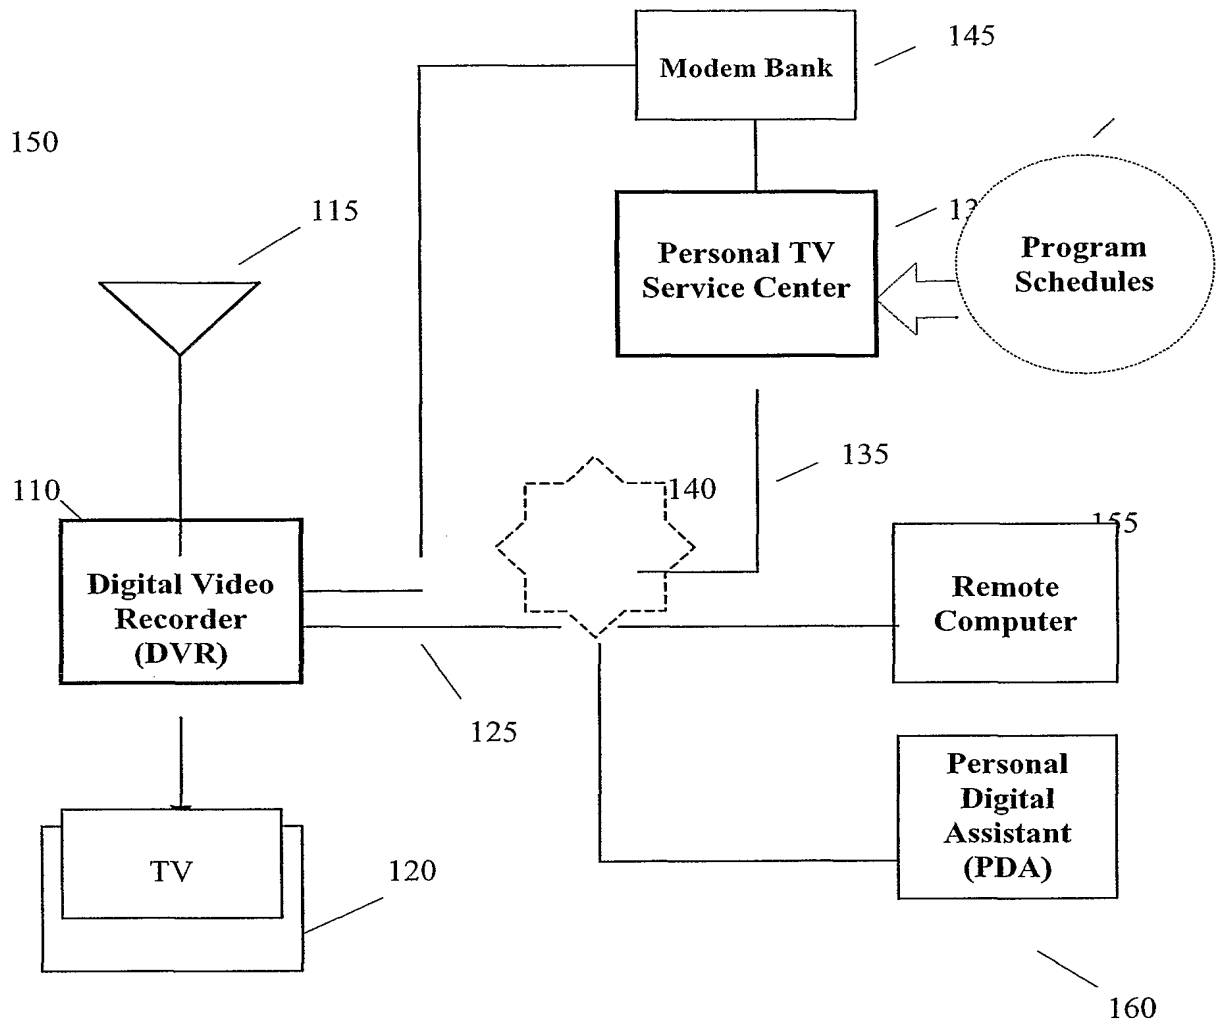 145
Modem Bank
150
115
Personal TV
Service Center
Program
Schedules
135
110
140
155
Digital Video
Recorder
(DVR)
Remote
Computer
125
Personal
Digital
Assistant
(PDA)
TV
120
160